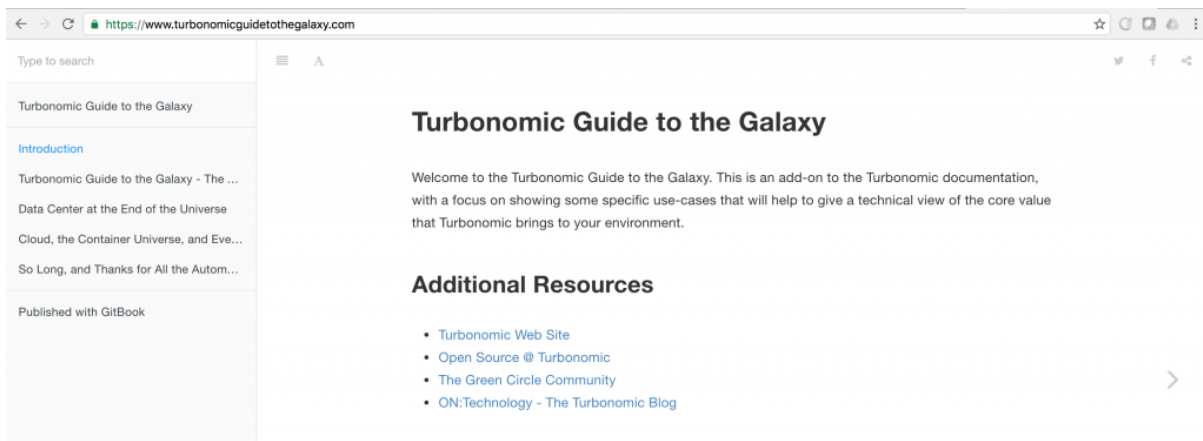 https://www.turbonomicguidetothegalaxy.com
Type to search
A
Turbonomic Guide to the Galaxy
Introduction
Turbonomic Guide to the Galaxy - The ...
Data Center at the End of the Universe
Cloud, the Container Universe, and Eve...
So Long, and Thanks for All the Autom...
Published with GitBook
Turbonomic Guide to the Galaxy
Welcome to the Turbonomic Guide to the Galaxy. This is an add-on to the Turbonomic documentation,
with a focus on showing some specific use-cases that will help to give a technical view of the core value
that Turbonomic brings to your environment.
Additional Resources
• Turbonomic Web Site
• Open Source @ Turbonomic
• The Green Circle Community
• ON:Technology - The Turbonomic Blog